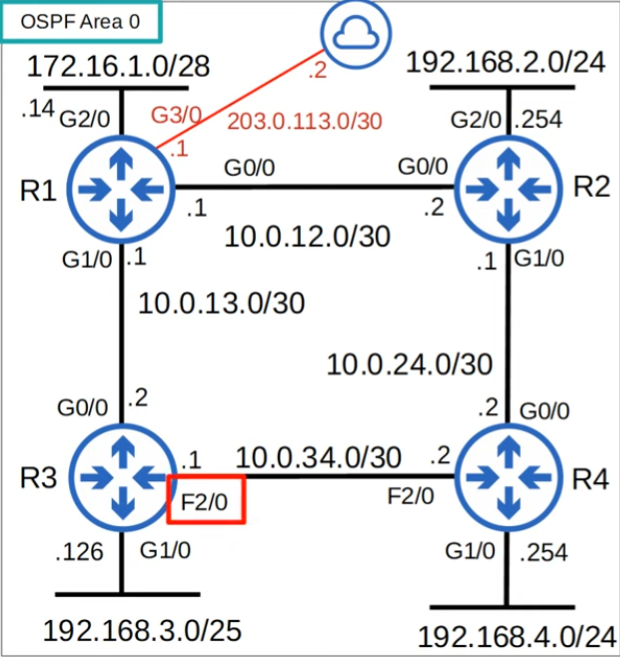 OSPF Area 0
172.16.1.0/28
192.168.2.0/24
.2
.14
G2/0
G3/0
203.0.113.0/30
G2/0
.254
.1
R1
G0/0
G0/0
R2
.1
.2
10.0.12.0/30
G1/0
.1
.1
G1/0
10.0.13.0/30
10.0.24.0/30
G0/0
.2
.2
G0/0
R3
.1
10.0.34.0/30
.2
R4
F2/0
F2/0
.126
G1/0
G1/0
.254
192.168.3.0/25
192.168.4.0/24